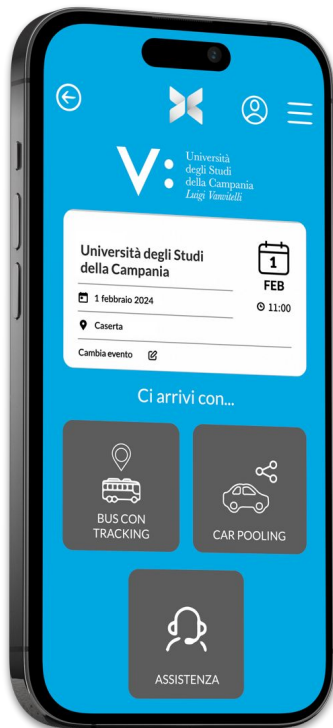 V:
Università
degli Studi
della Campania
Luigi Vanvitelli
Università degli Studi
della Campania
1
FEB
1 febbraio 2024
11:00
Caserta
Cambia evento
Ci arrivi con...
BUS CON
TRACKING
CAR POOLING
ASSISTENZA